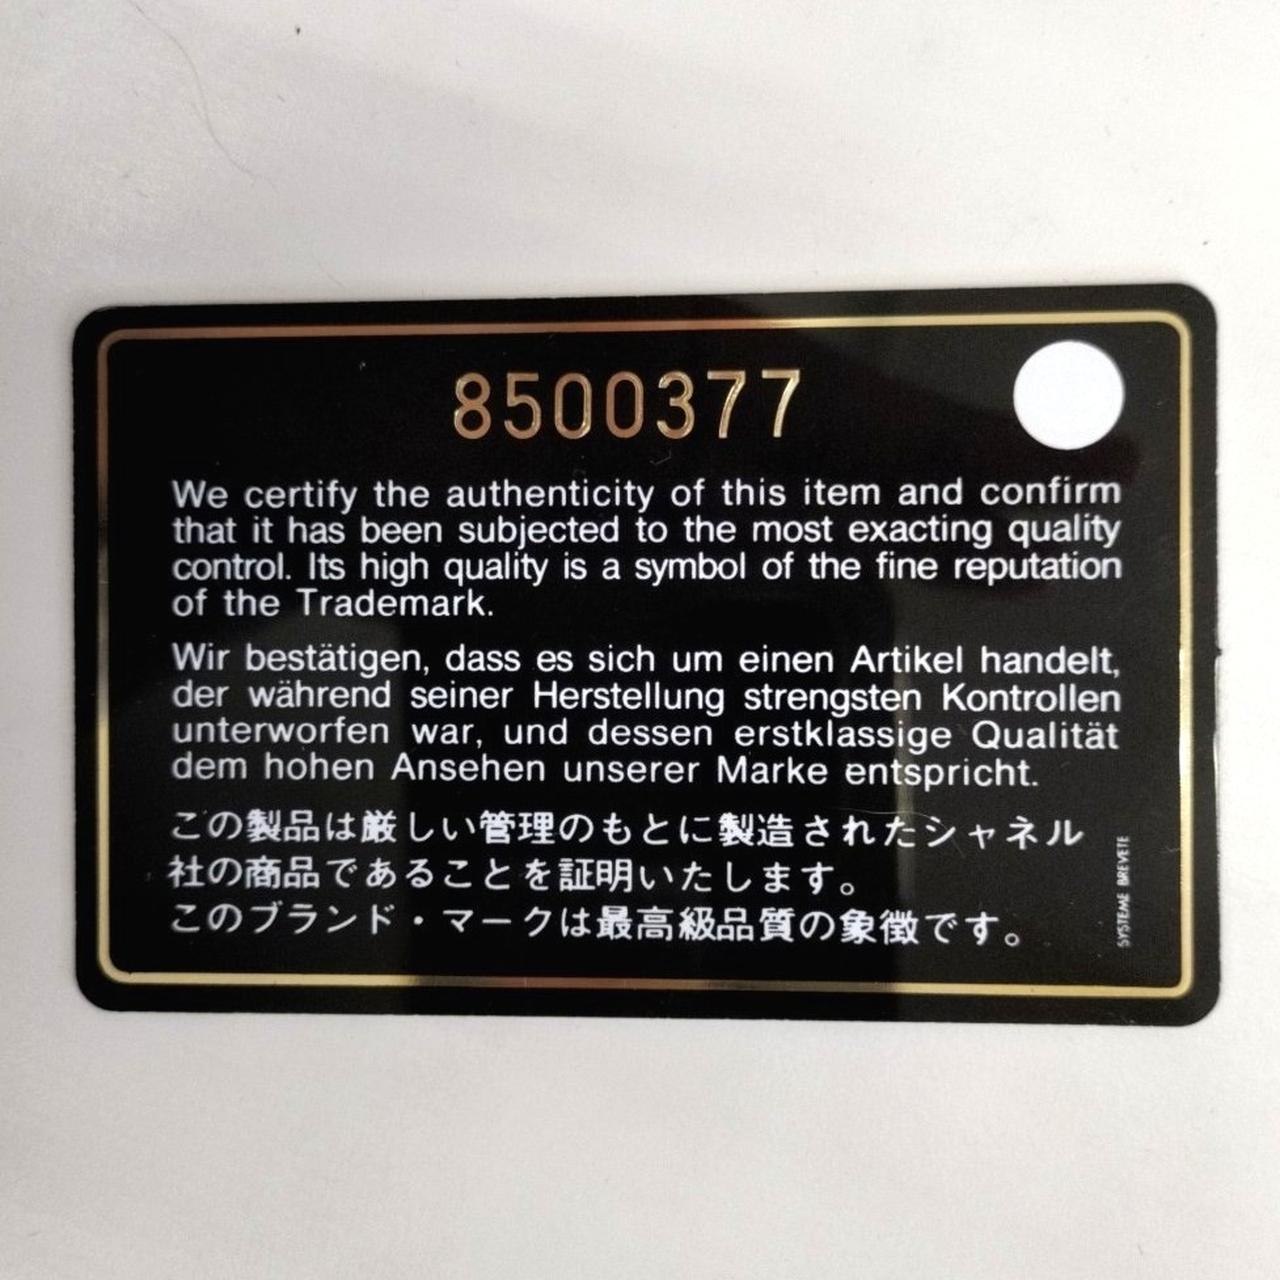 8500377
We certify the authenticity of this item and confirm
that it has been subjected to the most exacting quality
control. Its high quality is a symbol of the fine reputation
of the Trademark.
Wir bestätigen, dass es sich um einen Artikel handelt,
der während seiner Herstellung strengsten Kontrollen
unterworfen war, und dessen erstklassige Qualität
dem hohen Ansehen unserer Marke entspricht.
この製品は厳しい管理のもとに製造されたシャネル
社の商品であることを証明いたします。
このブランド・マークは最高級品質の象徴です。
SYSTEME BREVETE